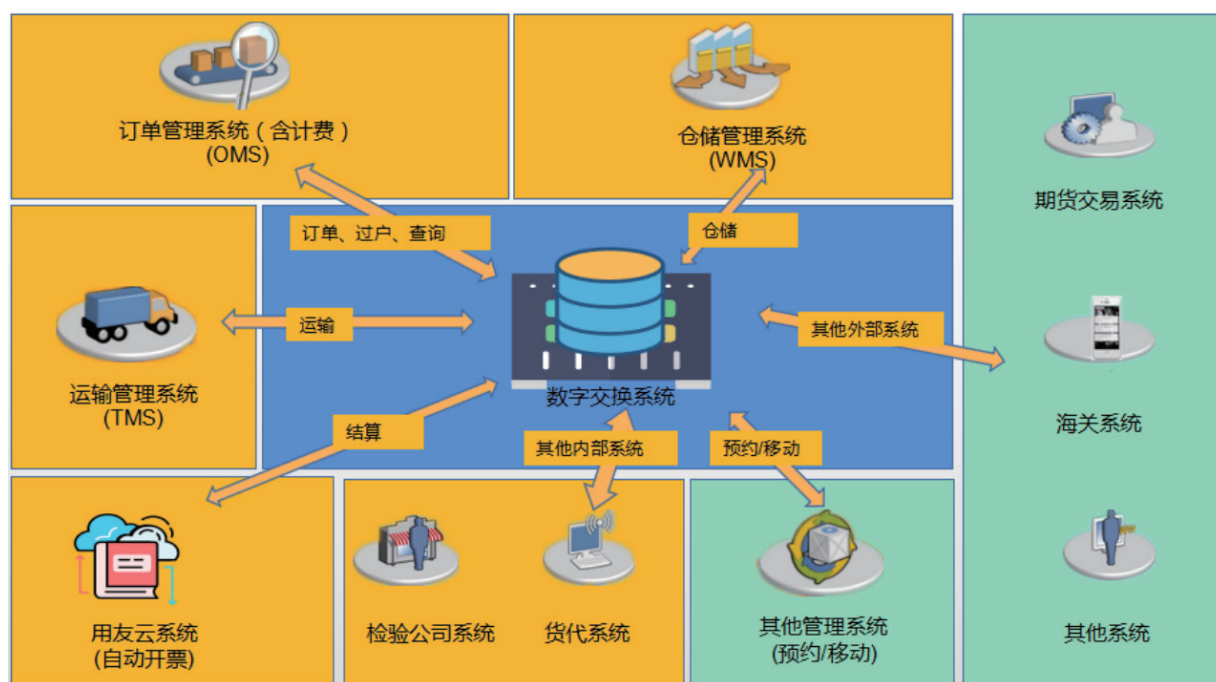 订单管理系统（含计费）
(OMS)
仓储管理系统
(WMS)
期货交易系统
订单、过户、查询
仓储
运输
其他外部系统
运输管理系统
(TMS)
数字交换系统
海关系统
结算
其他内部系统
预约/移动
用友云系统
(自动开票)
检验公司系统
货代系统
其他管理系统
(预约/移动)
其他系统